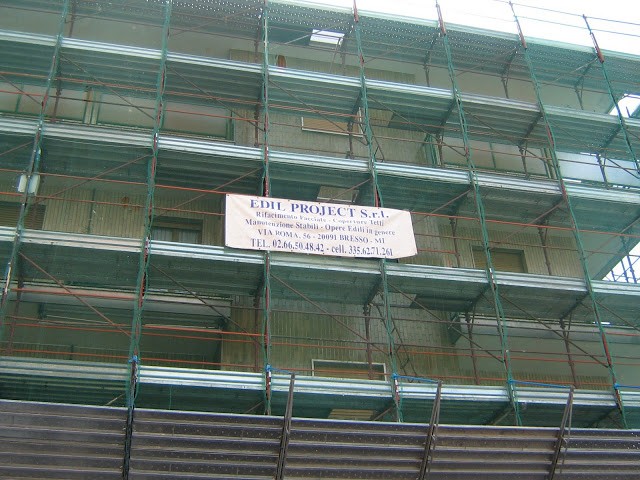 EDIL PROJECT S.r.l.
Rifacimento Facciate - Coperture Tetti
Manutenzione Stabili - Opere Edili in genere
VIA ROMA, 56 - 20091 BRESSO - MI
TEL. 02.66.50.48.42 - cell. 335.62.71.261